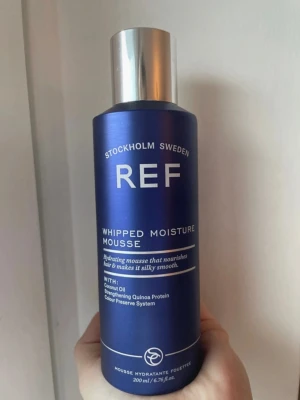 STOCKHOLM SWEDEN
REF
WHIPPED MOISTURE
MOUSSE
Hydrating mousse that nourishes
hair & makes it silky smooth.
WITH:
Coconut Oil
Strengthening Quinoa Protein
Colour Preserve System
MOUSSE HYDRATANTE FOUETTÉE
200 ml / 6.76 fl.oz.